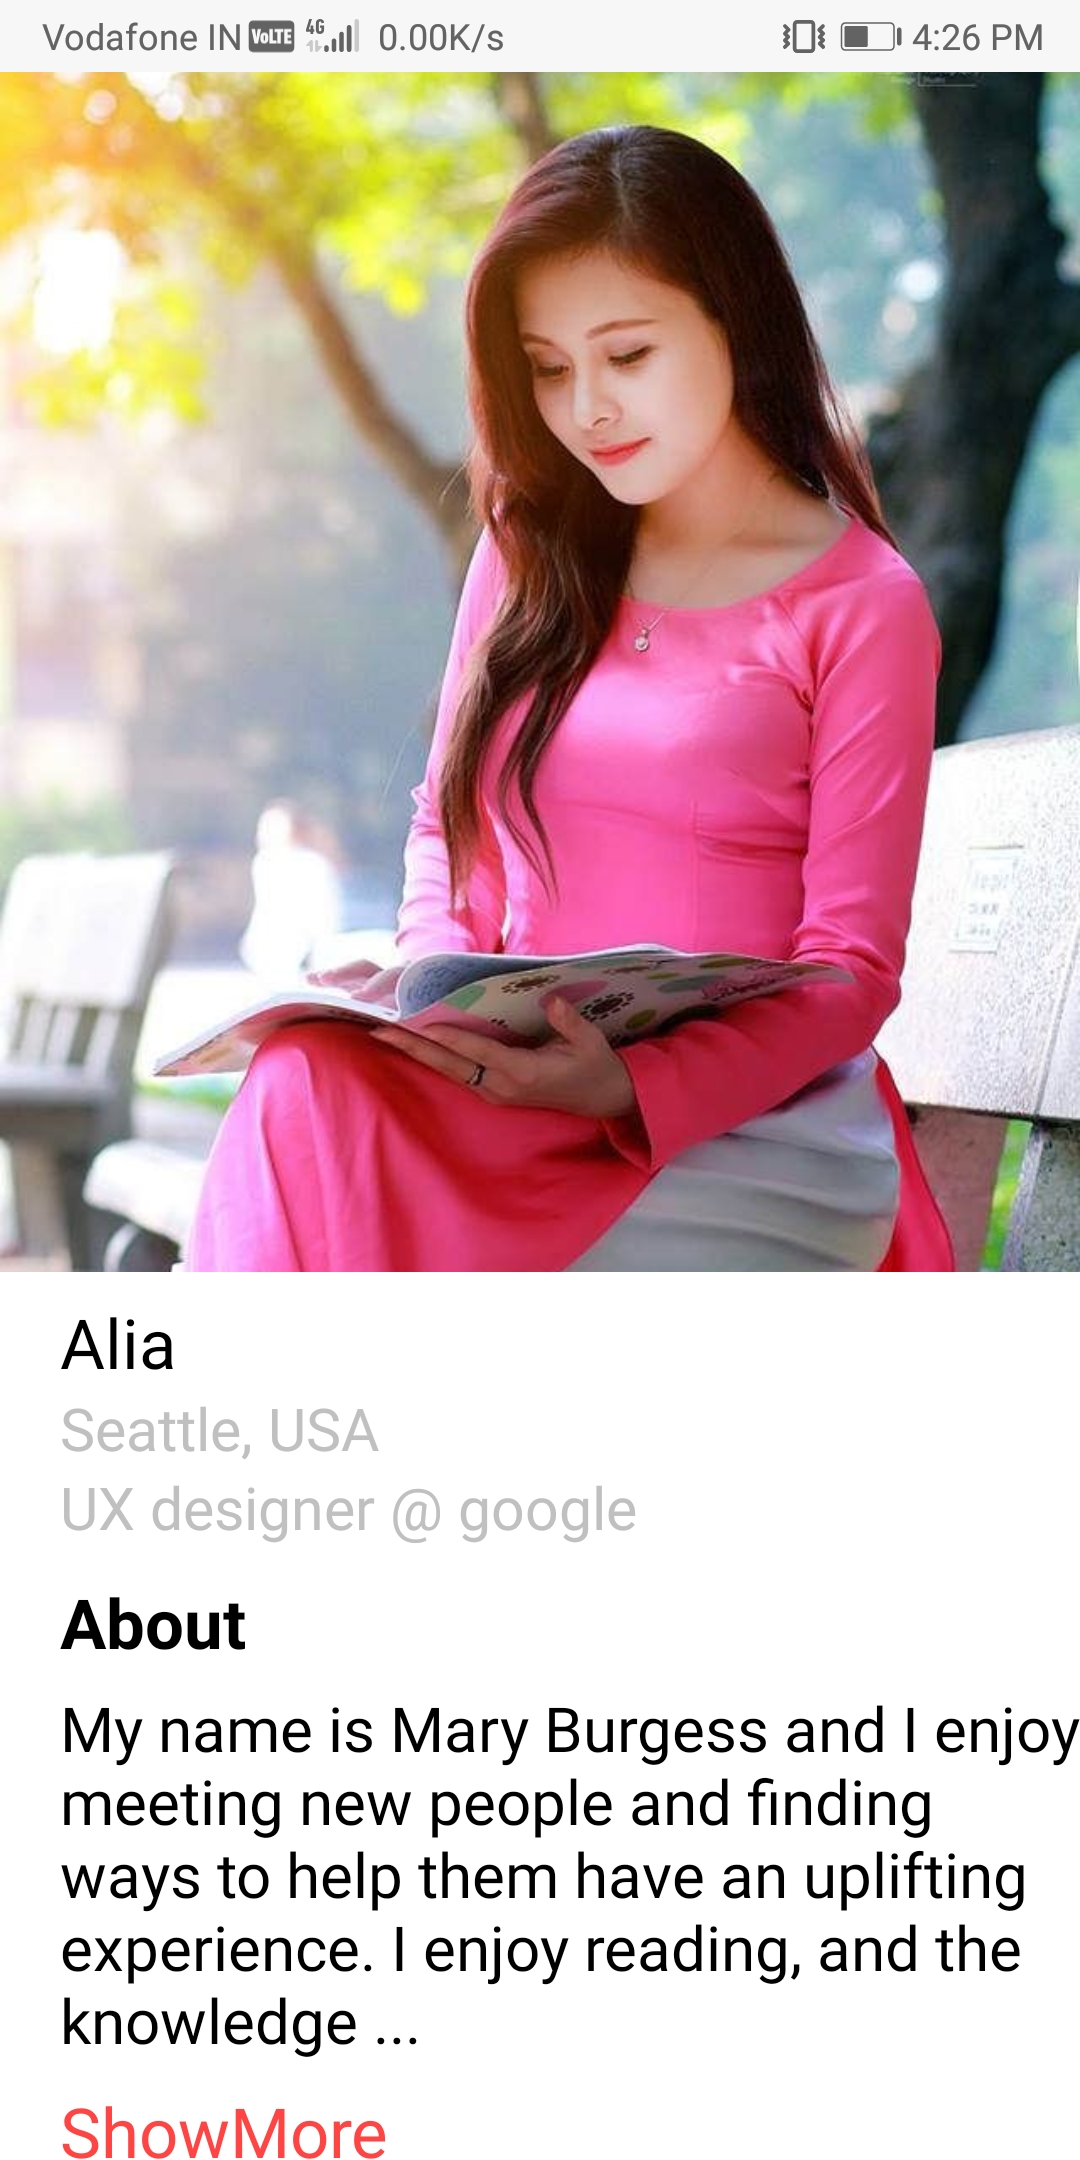 Vodafone IN VoLTE 4G 0.00K/s 4:26 PM
Alia
Seattle, USA
UX designer @ google
About
My name is Mary Burgess and I enjoy
meeting new people and finding
ways to help them have an uplifting
experience. I enjoy reading, and the
knowledge ...
ShowMore